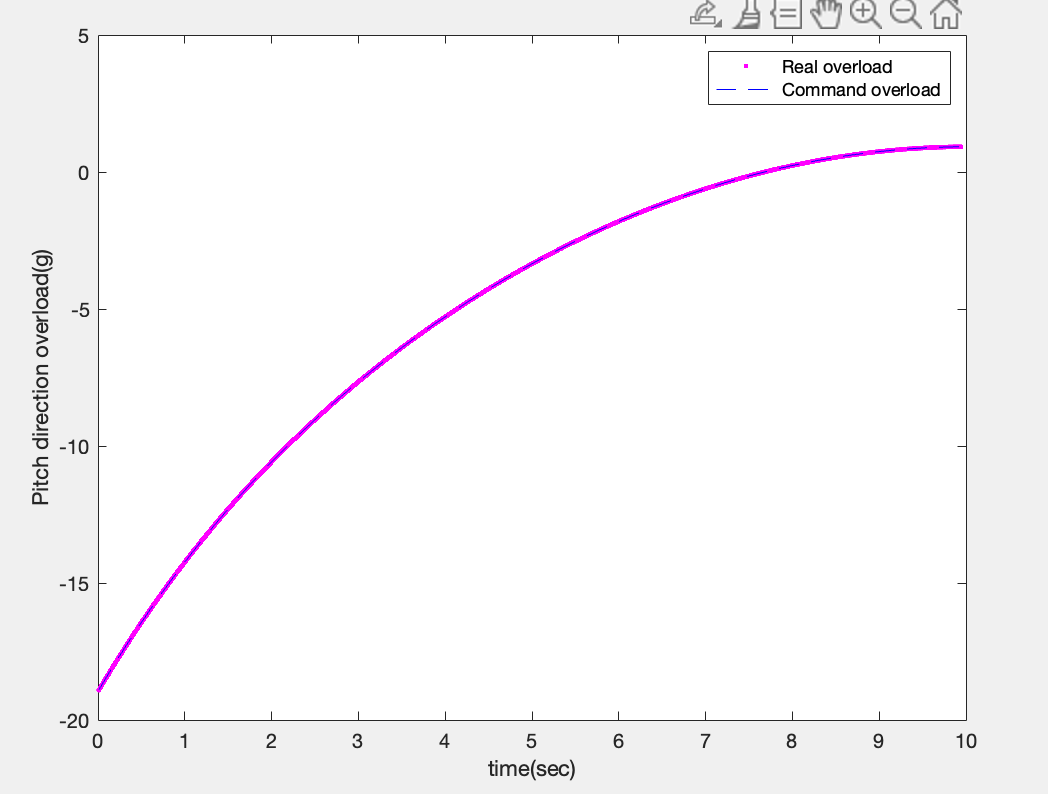 5
0
-5
-10
-15
-20
Pitch direction overload(g)
Real overload
Command overload
0 1 2 3 4 5 6 7 8 9 10
time(sec)